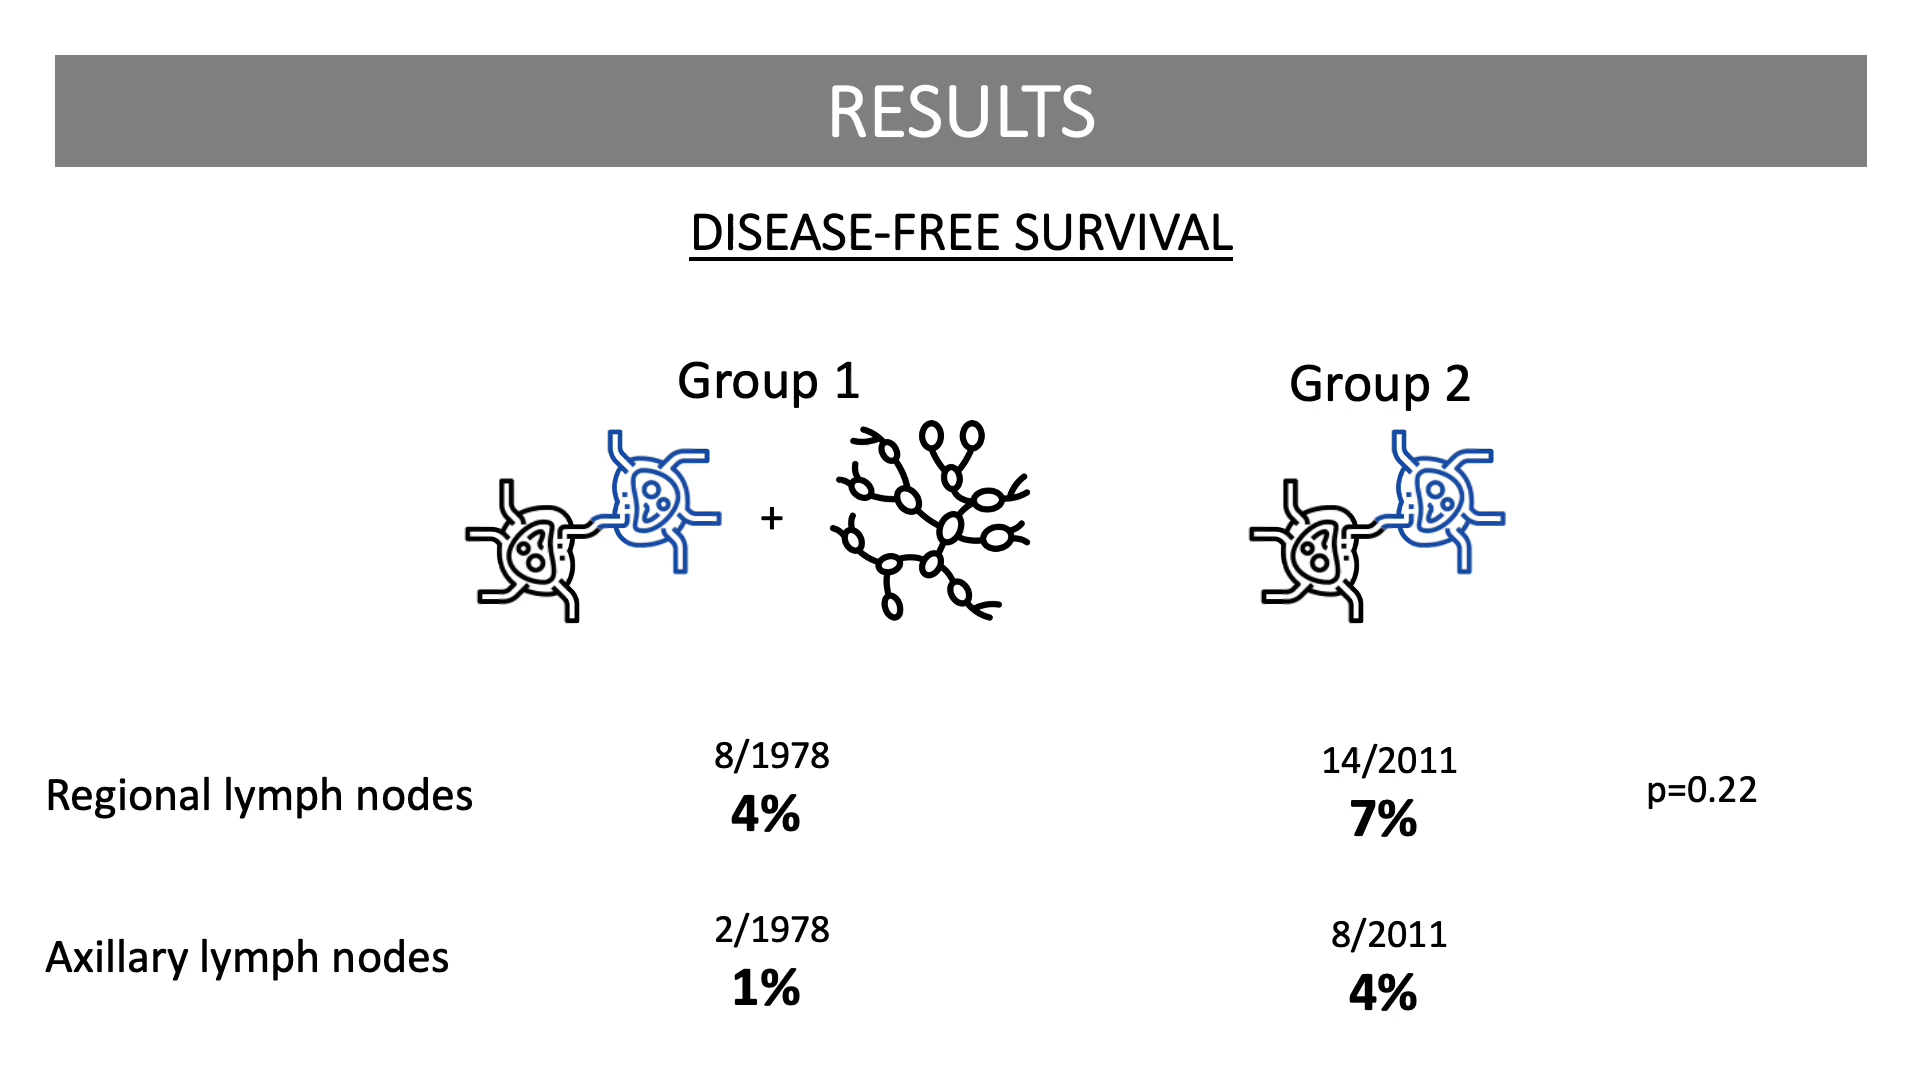 RESULTS
DISEASE-FREE SURVIVAL
Group 1
Group 2
+
8/1978
14/2011
Regional lymph nodes
4%
7%
p=0.22
2/1978
8/2011
Axillary lymph nodes
1%
4%